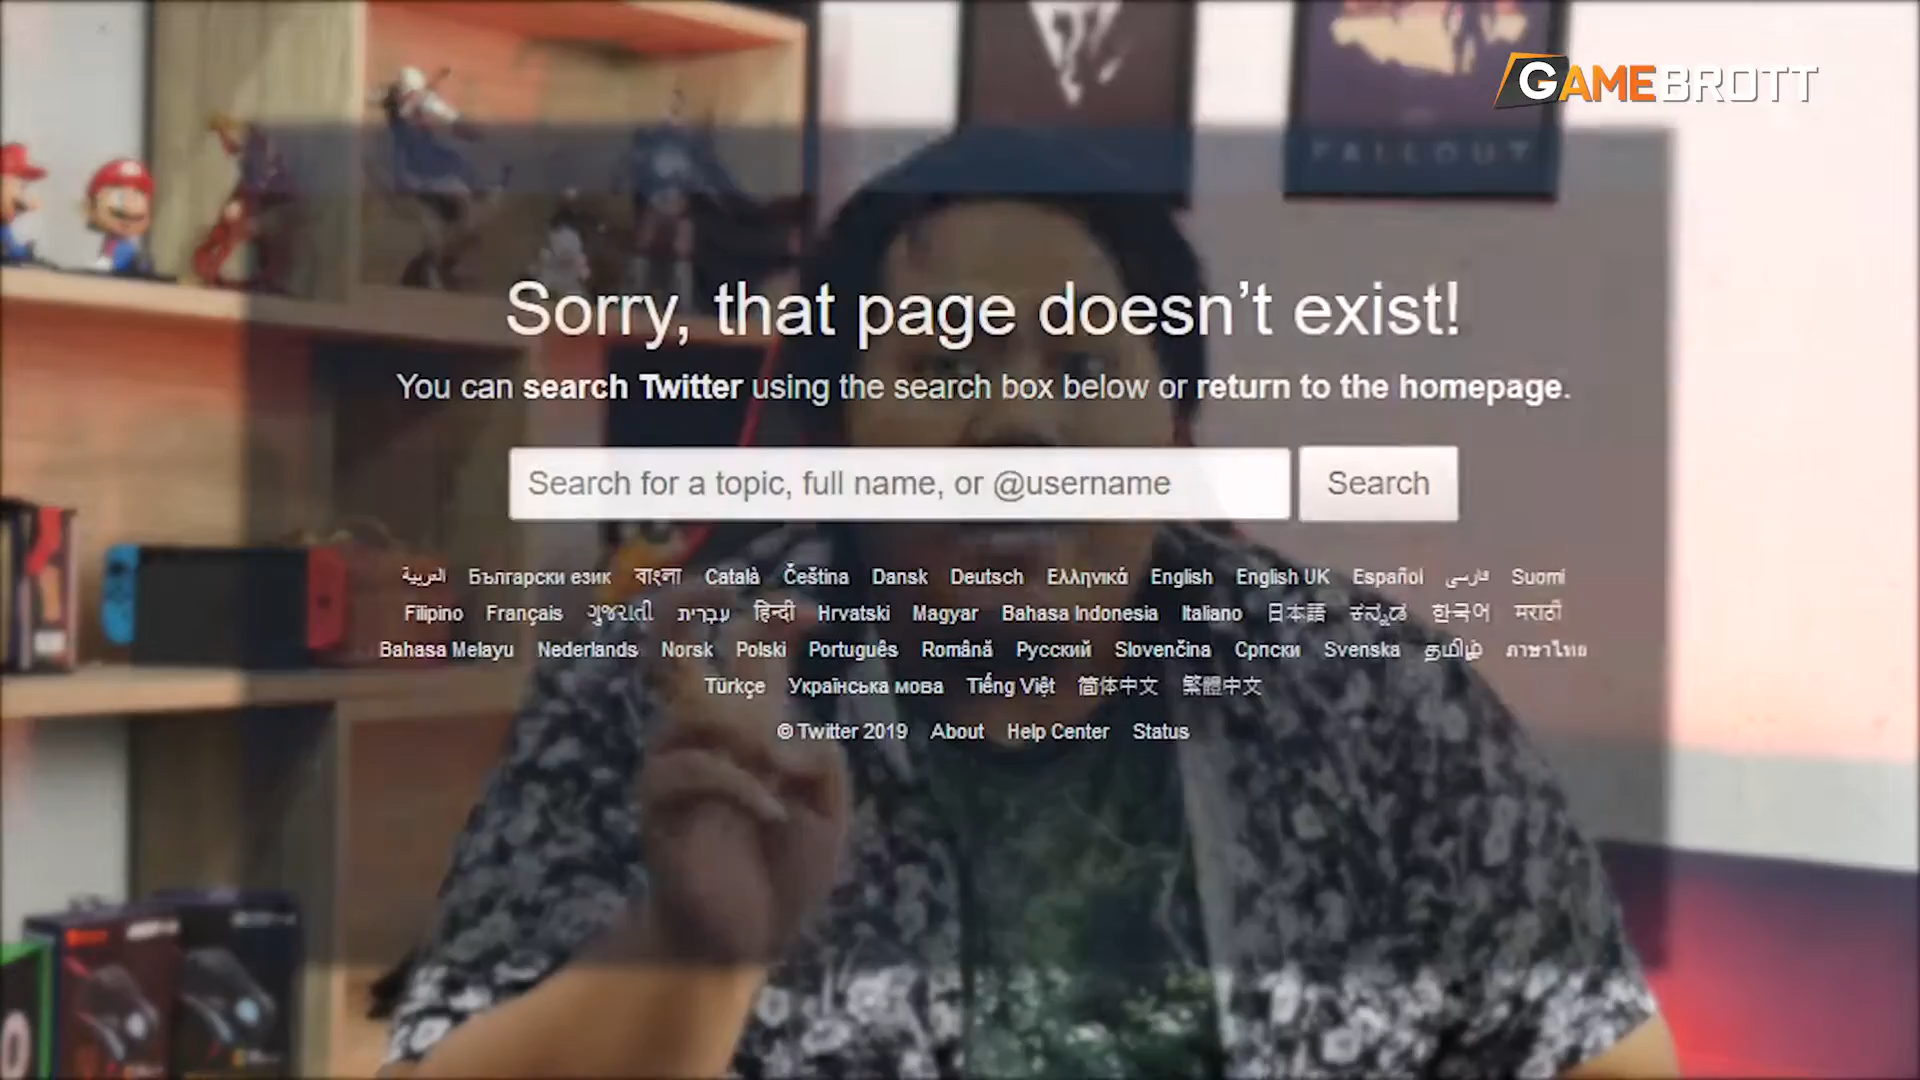 GAMEBROTT
FALLOUT
Sorry, that page doesn’t exist!
You can search Twitter using the search box below or return to the homepage.
Search for a topic, full name, or @username Search
العربية Български език বাংলা Català Čeština Dansk Deutsch Ελληνικά English English UK Español فارسی Suomi
Filipino Français ગુજરાતી עִבְרִית हिन्दी Hrvatski Magyar Bahasa Indonesia Italiano 日本語 ಕನ್ನಡ 한국어 मराठी
Bahasa Melayu Nederlands Norsk Polski Português Română Русский Slovenčina Српски Svenska தமிழ் ภาษาไทย
Türkçe Українська мова Tiếng Việt 简体中文 繁體中文
© Twitter 2019 About Help Center Status